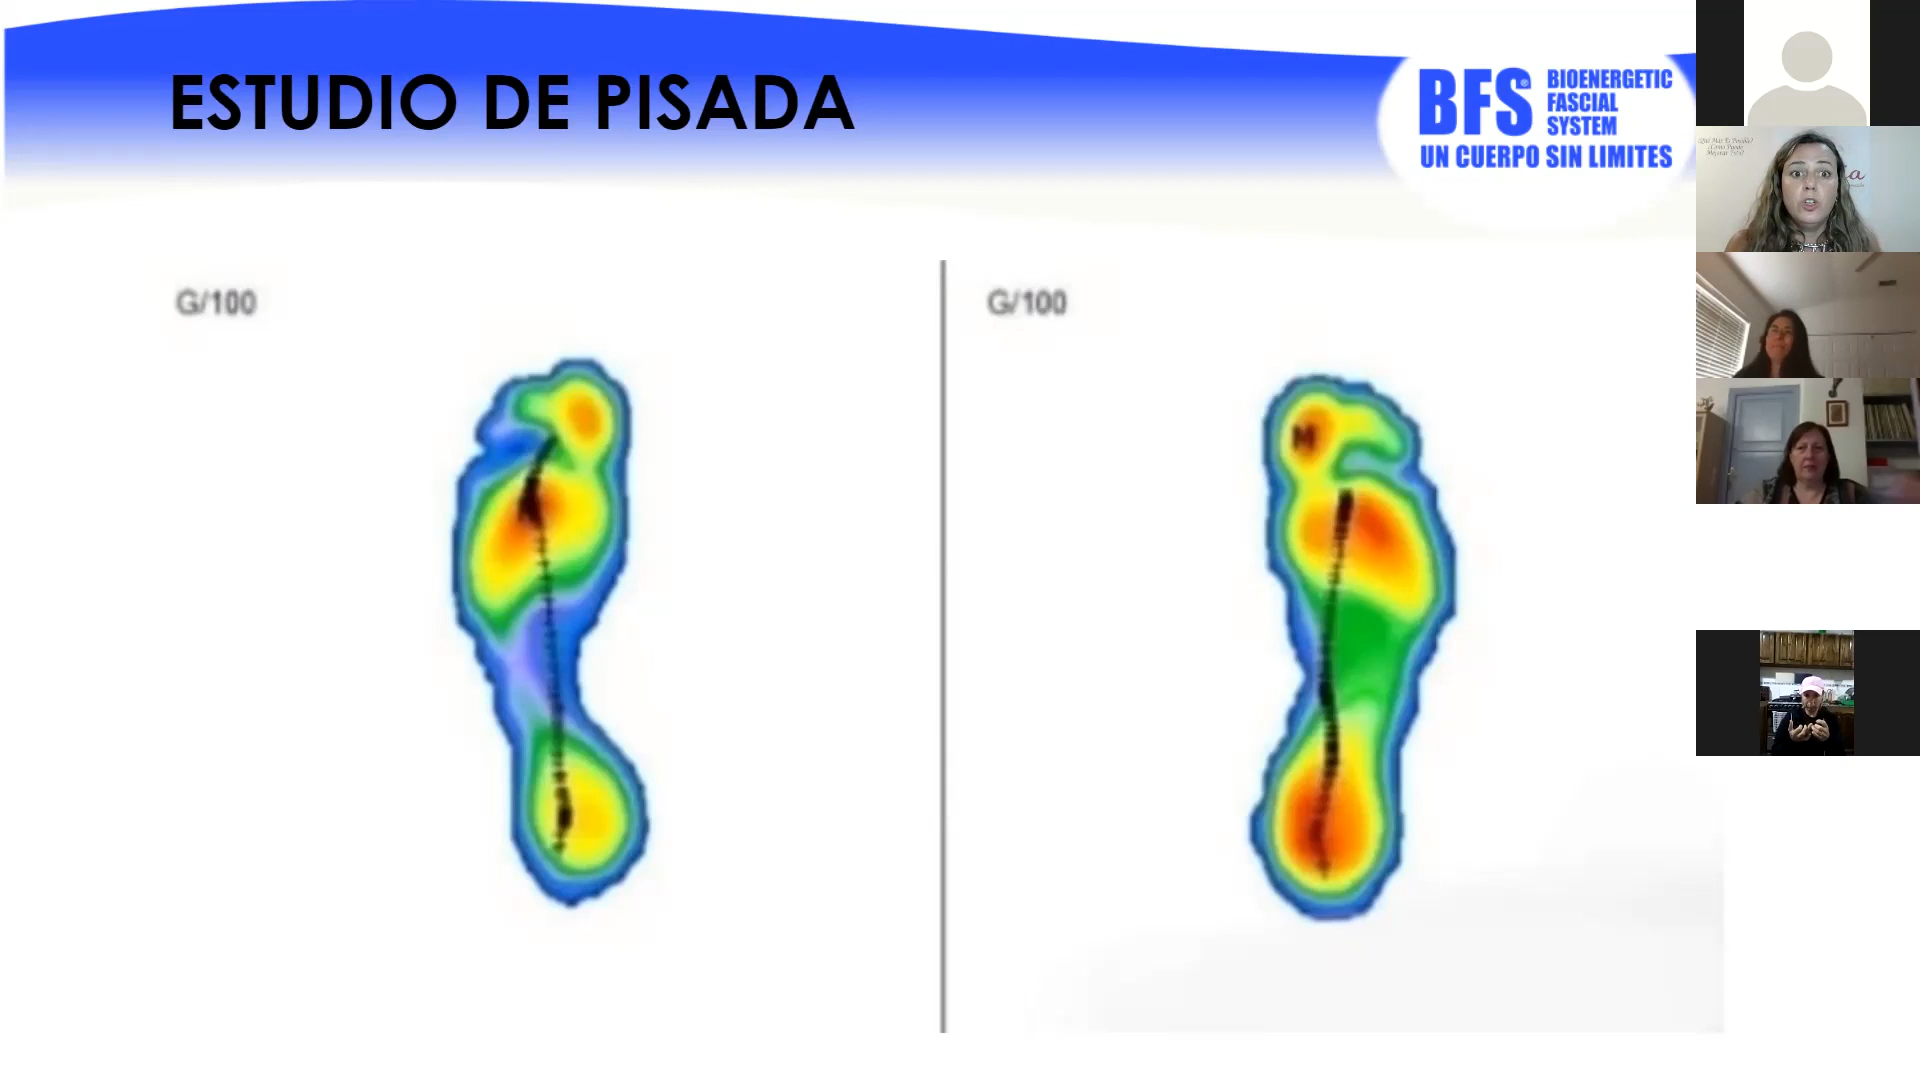 ESTUDIO DE PISADA
BFS
BIOENERGETIC
FASCIAL
SYSTEM
UN CUERPO SIN LIMITES
G/100
G/100
M